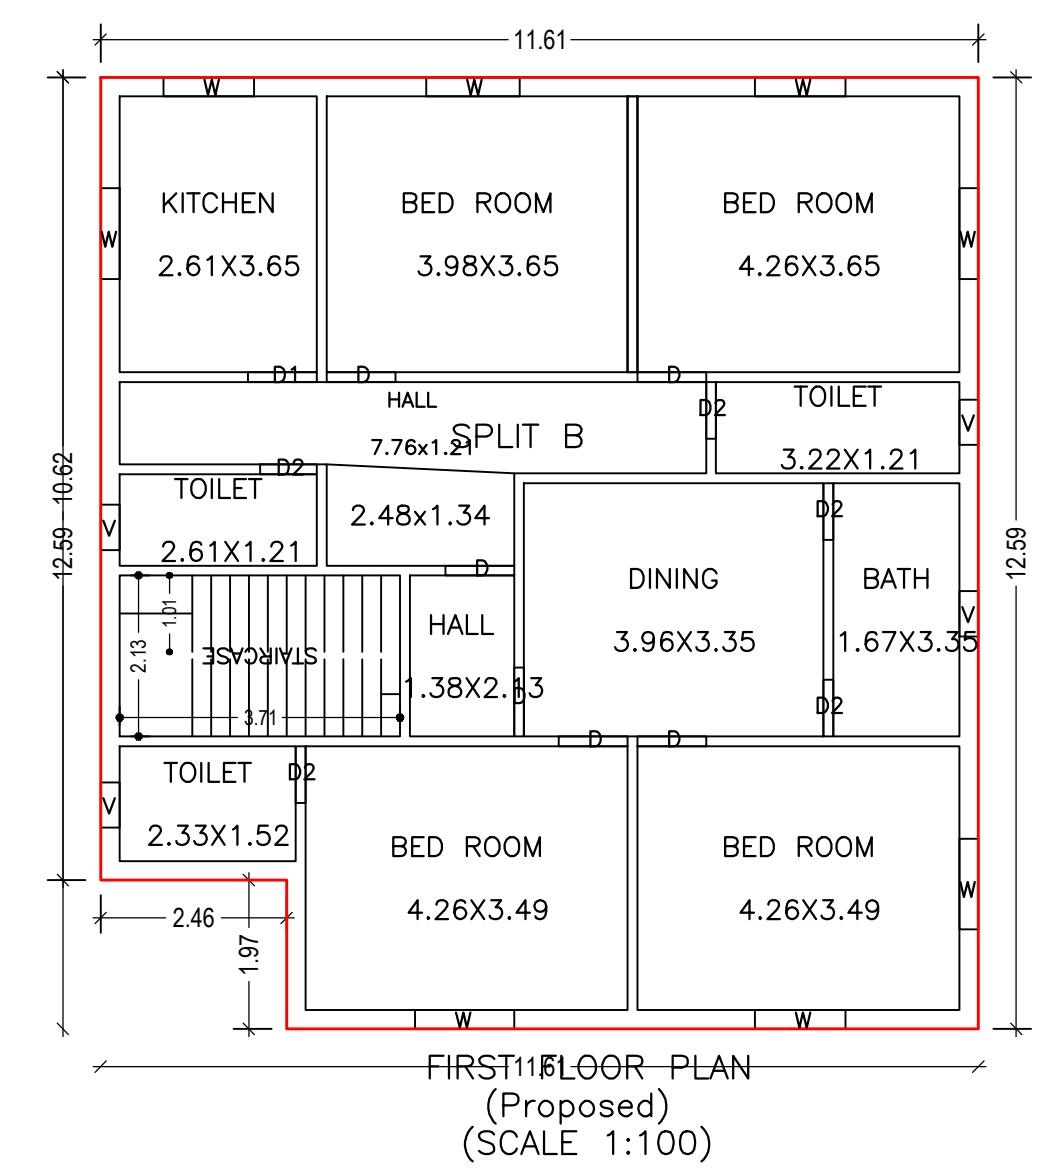 11.61
W W W
KITCHEN BED ROOM BED ROOM
W W
2.61X3.65 3.98X3.65 4.26X3.65
D1 D D
HALL TOILET
D2
V
SPLIT B
7.76x1.21 3.22X1.21
D2
TOILET
12.59 10.62
V 2.48x1.34 D2
2.61X1.21
12.59
D
DINING BATH
1.01
V
HALL
2.13 STAIRCASE 3.96X3.35 1.67X3.35
1.38X2.13
D
D2
3.71
D D
TOILET D2
V
2.33X1.52 BED ROOM BED ROOM
W
4.26X3.49 4.26X3.49
2.46
1.97
W W
FIRST FLOOR PLAN
11.61
(Proposed)
(SCALE 1:100)